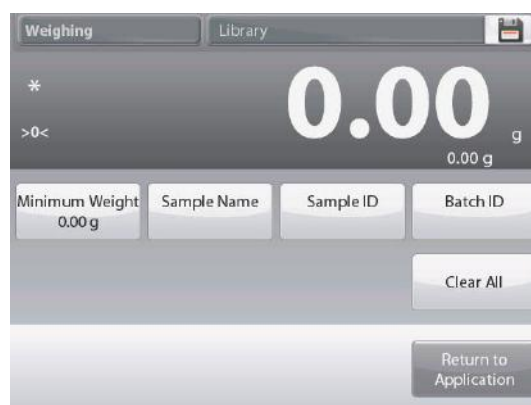 Weighing
Library
*
>0<
0.00 g
0.00 g
Minimum Weight
0.00 g
Sample Name
Sample ID
Batch ID
Clear All
Return to
Application